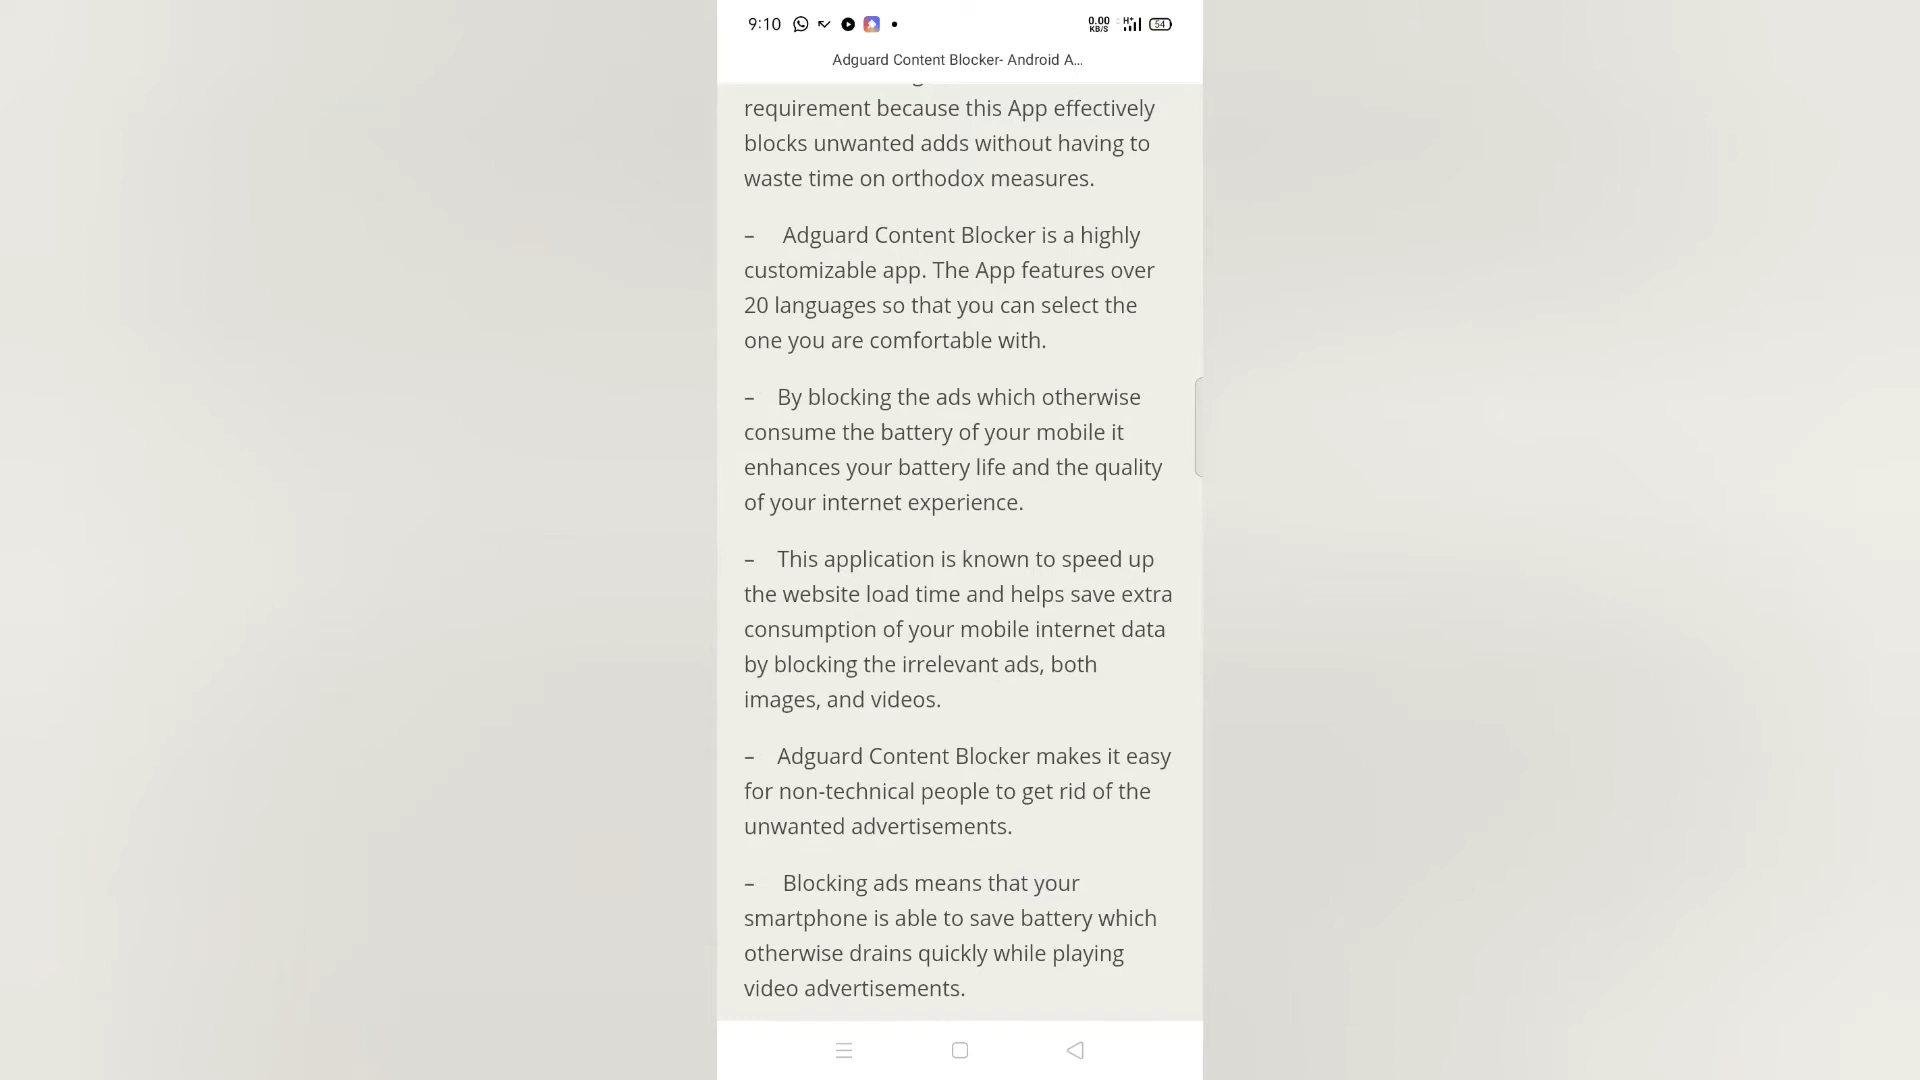 9:10
0.00
KB/S
H+
54
Adguard Content Blocker- Android A...
requirement because this App effectively
blocks unwanted adds without having to
waste time on orthodox measures.
– Adguard Content Blocker is a highly
customizable app. The App features over
20 languages so that you can select the
one you are comfortable with.
– By blocking the ads which otherwise
consume the battery of your mobile it
enhances your battery life and the quality
of your internet experience.
– This application is known to speed up
the website load time and helps save extra
consumption of your mobile internet data
by blocking the irrelevant ads, both
images, and videos.
– Adguard Content Blocker makes it easy
for non-technical people to get rid of the
unwanted advertisements.
– Blocking ads means that your
smartphone is able to save battery which
otherwise drains quickly while playing
video advertisements.